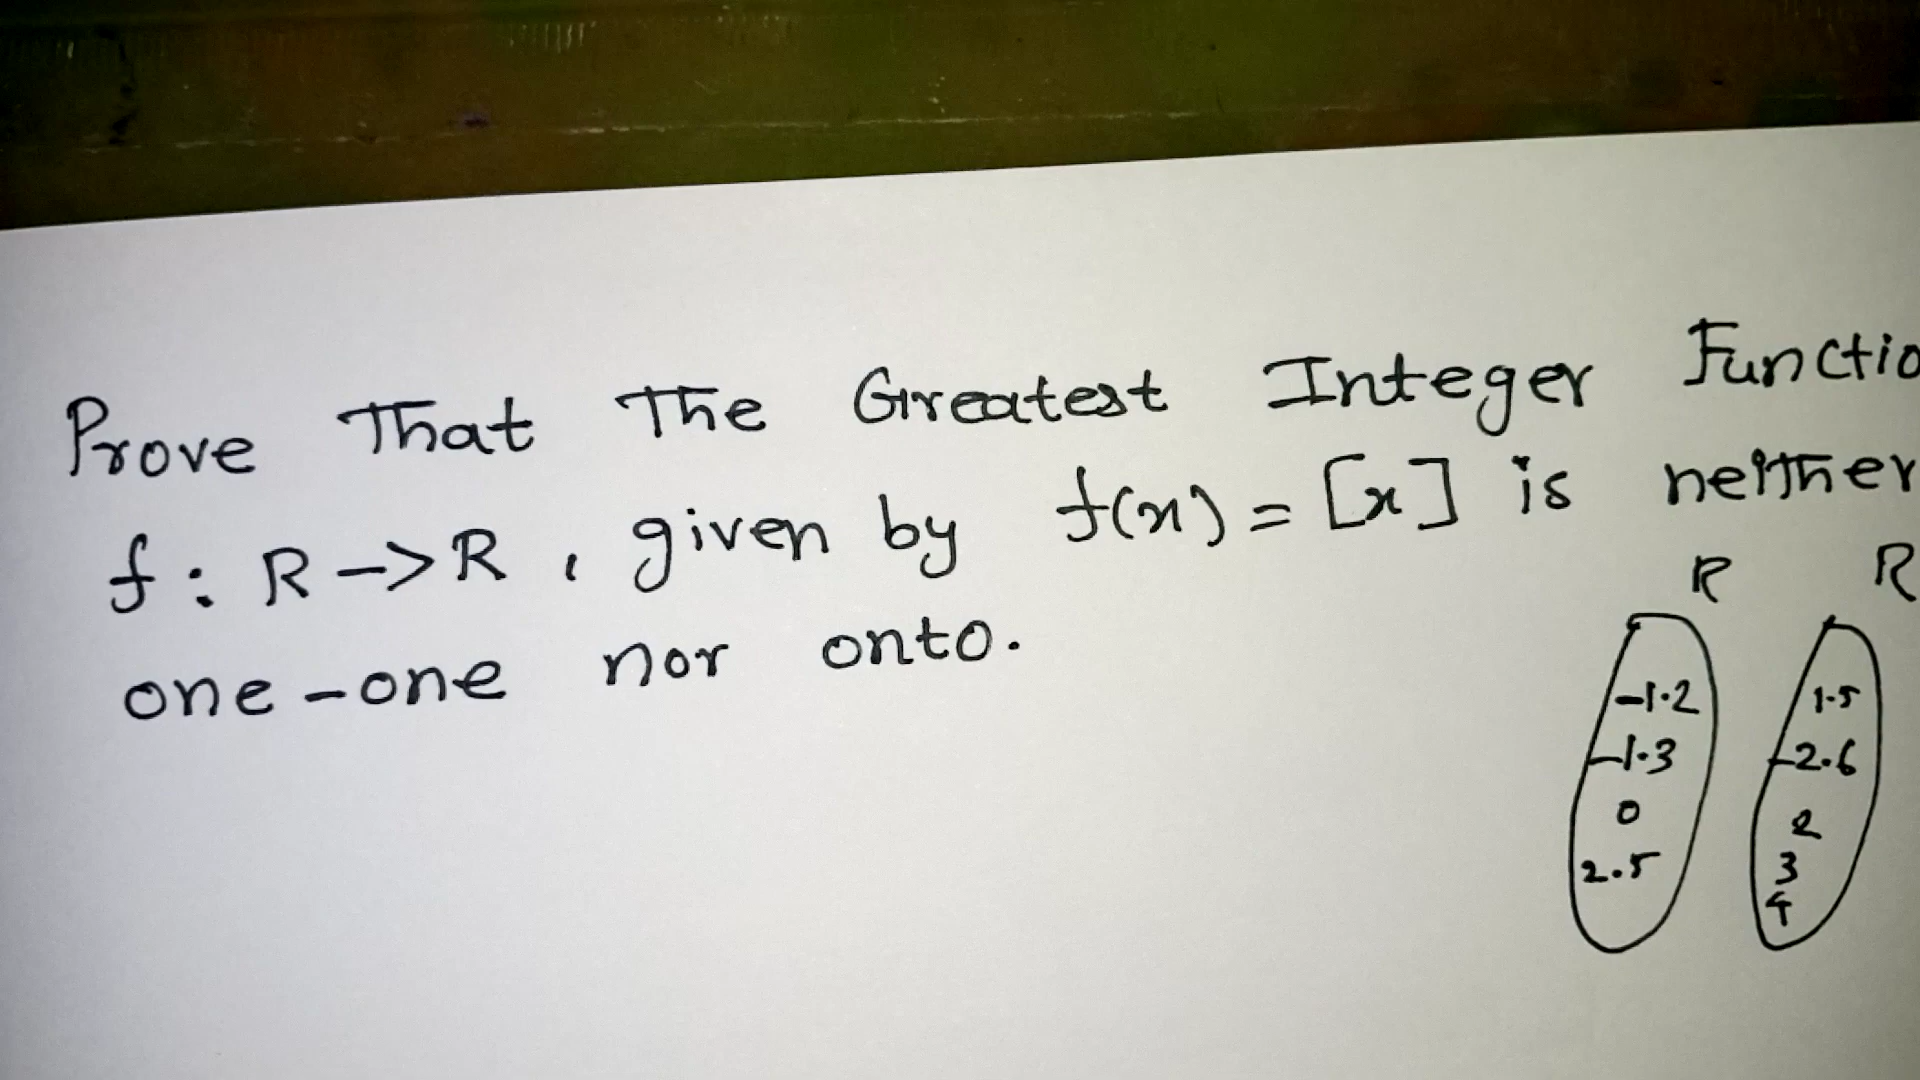 Prove That The Greatest Integer Functio
f : R -> R , given by f(x) = [x] is neither
one-one nor onto.
R R
-1.2 1.5
-1.3 -2.6
0 2
2.5 3
4